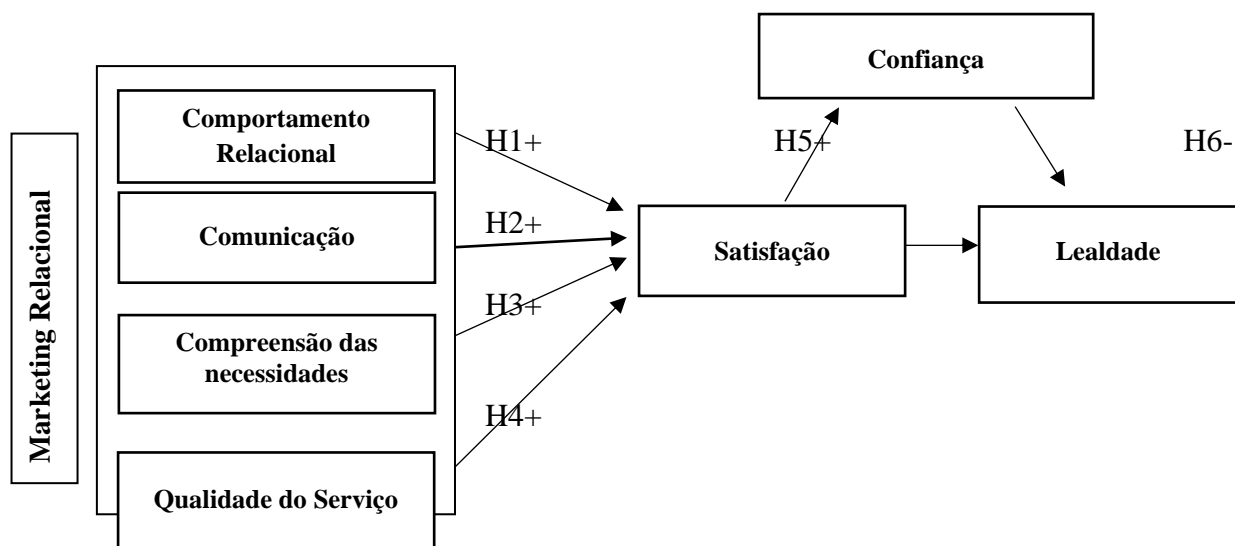 Marketing Relacional
Comportamento
Relacional
Comunicação
Compreensão das
necessidades
Qualidade do Serviço
H1+
H2+
H3+
H4+
Satisfação
H5+
Confiança
H6-
Lealdade